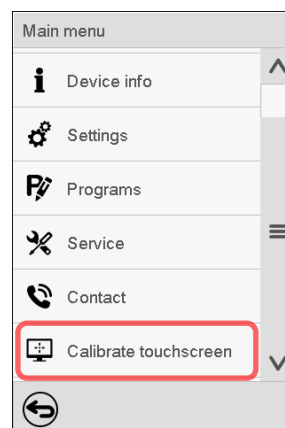 Main menu
Device info
Settings
Programs
Service
Contact
Calibrate touchscreen